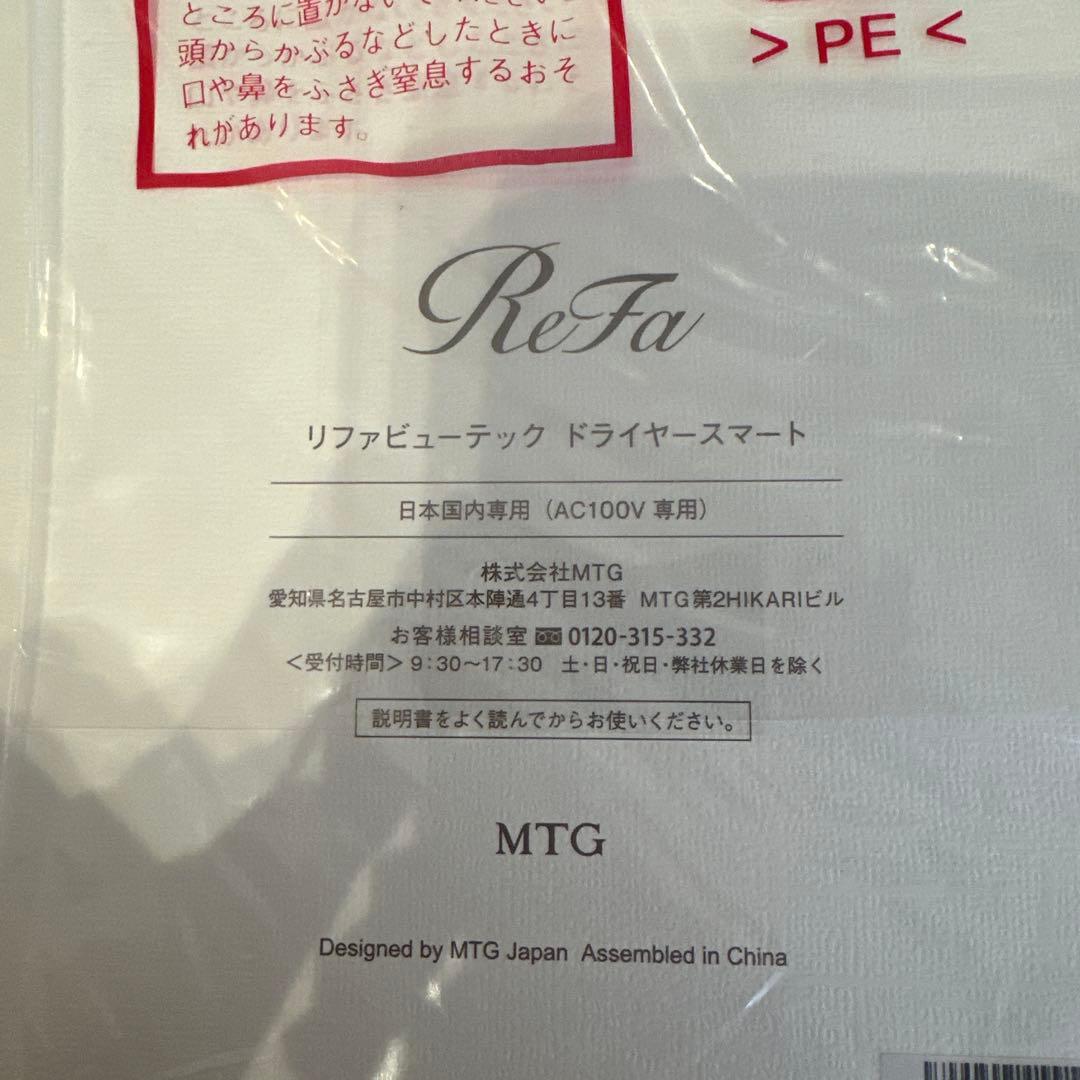 ところに置かないでください。
頭からかぶるなどしたときに
口や鼻をふさぎ窒息するおそ
れがあります。
> PE <
ReFa
リファビューテック ドライヤースマート
日本国内専用（AC100V 専用）
株式会社MTG
愛知県名古屋市中村区本陣通4丁目13番 MTG第2HIKARIビル
お客様相談室 0120-315-332
＜受付時間＞9：30〜17：30 土・日・祝日・弊社休業日を除く
説明書をよく読んでからお使いください。
MTG
Designed by MTG Japan Assembled in China